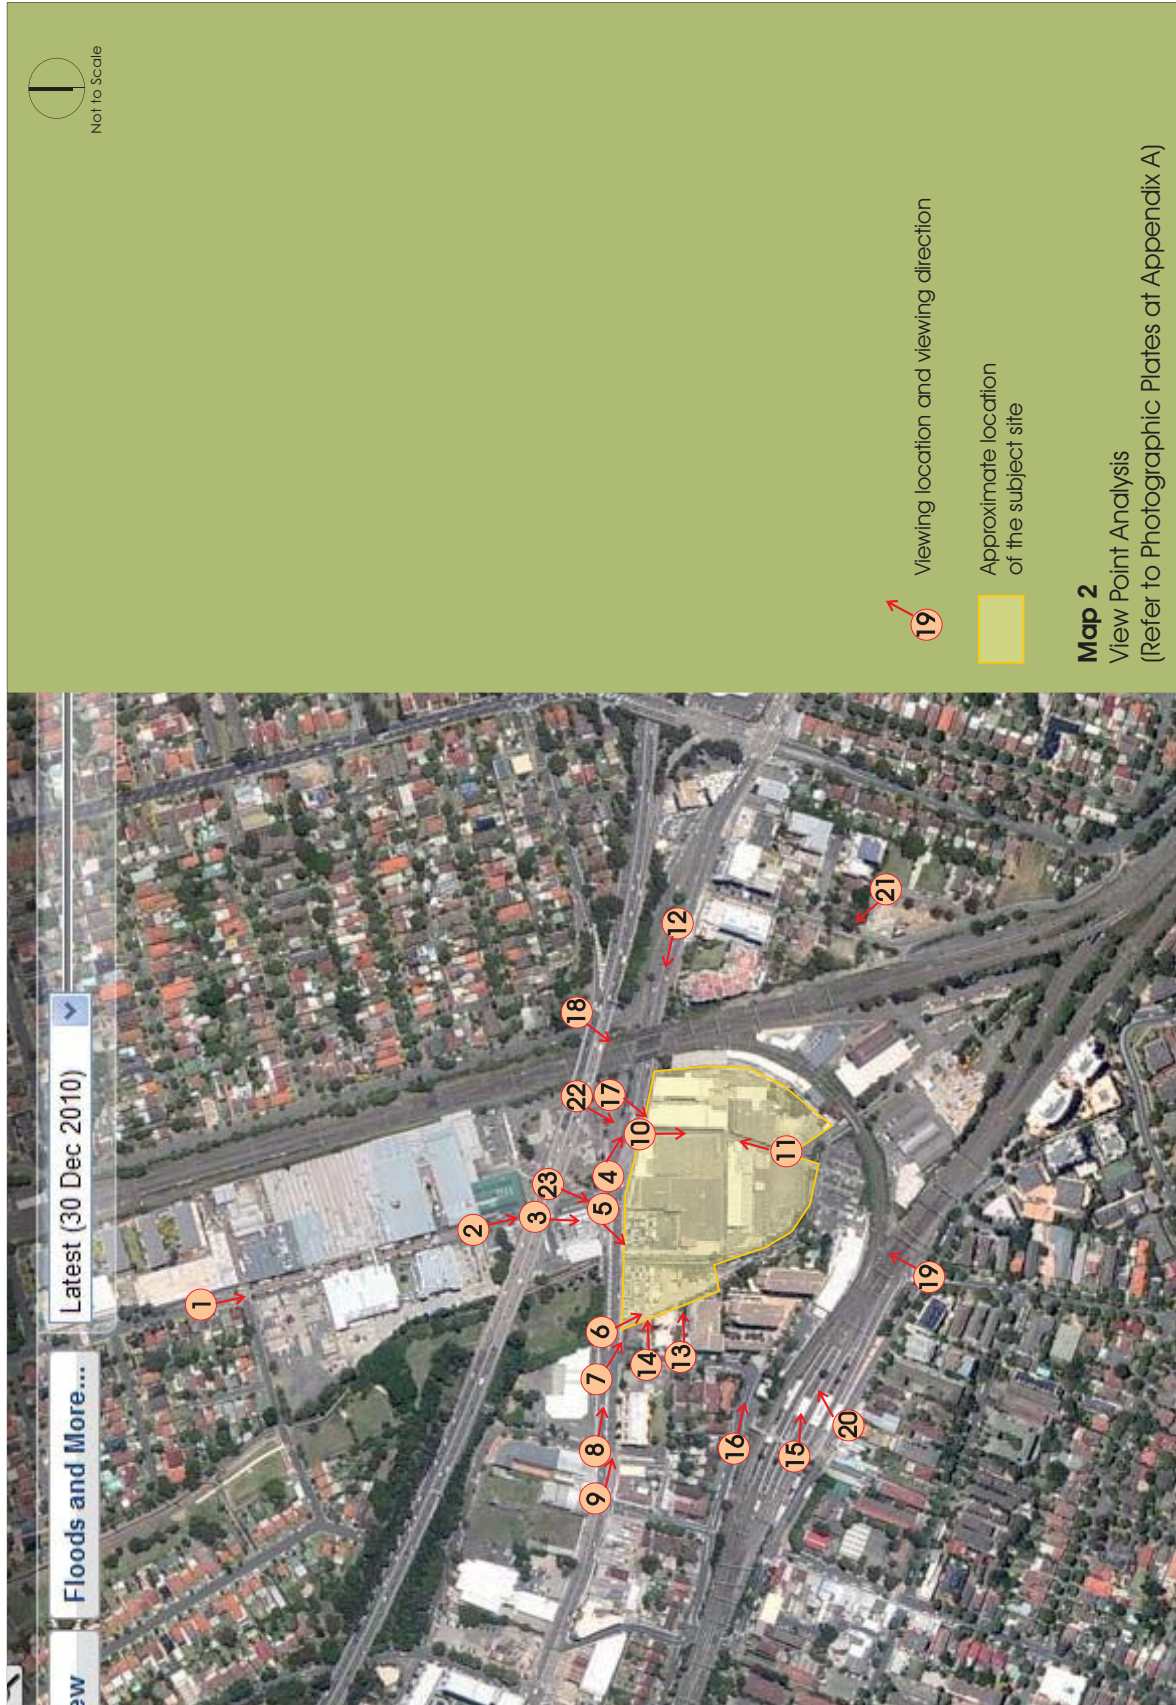 ew
Floods and More...
Latest (30 Dec 2010)
Not to Scale
1
2
3
23
22
18
9
8
7
6
5
4
17
10
14
13
12
11
16
15
20
19
21
19
Viewing location and viewing direction
Approximate location
of the subject site
Map 2
View Point Analysis
(Refer to Photographic Plates at Appendix A)